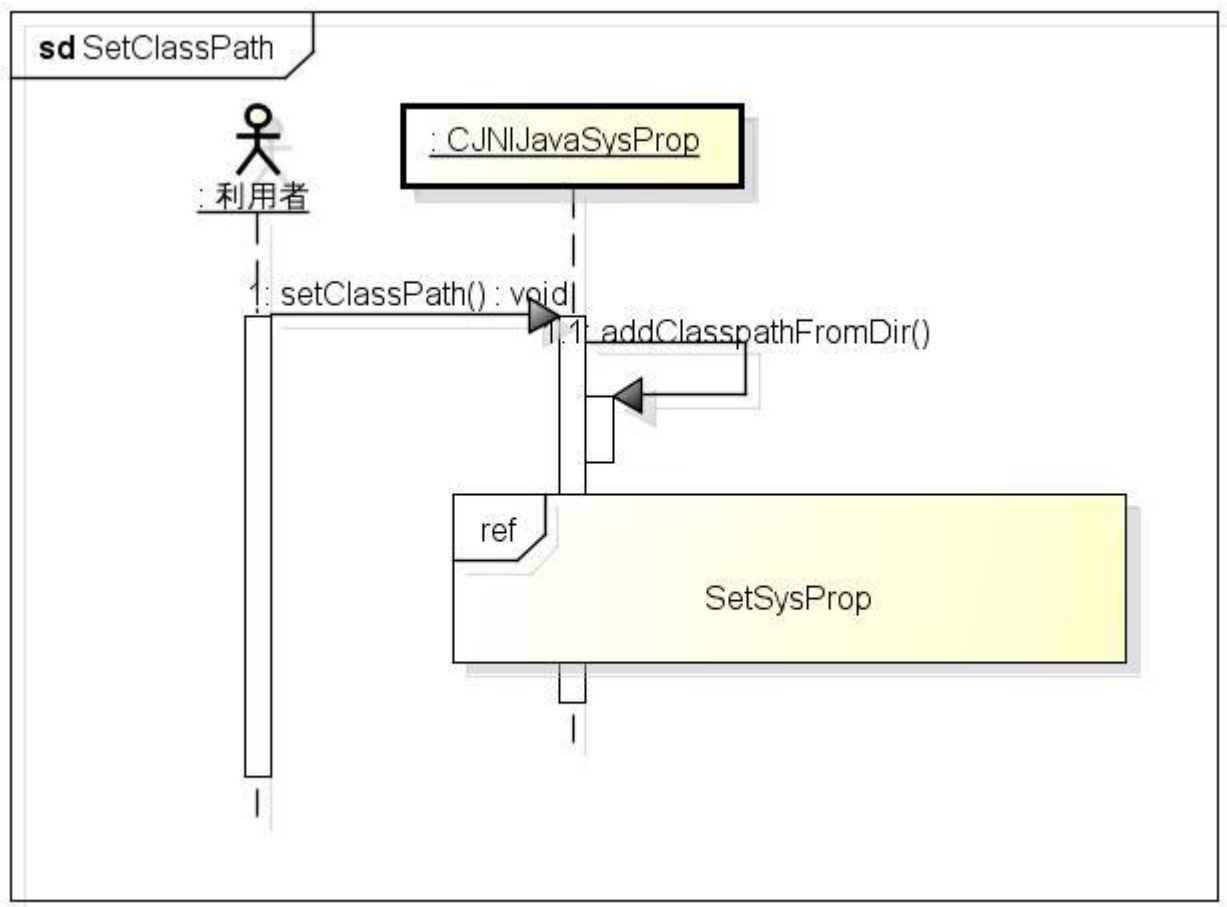 sd SetClassPath
: 利用者
: CJNIJavaSysProp
1: setClassPath() : void
1.1: addClasspathFromDir()
ref
SetSysProp